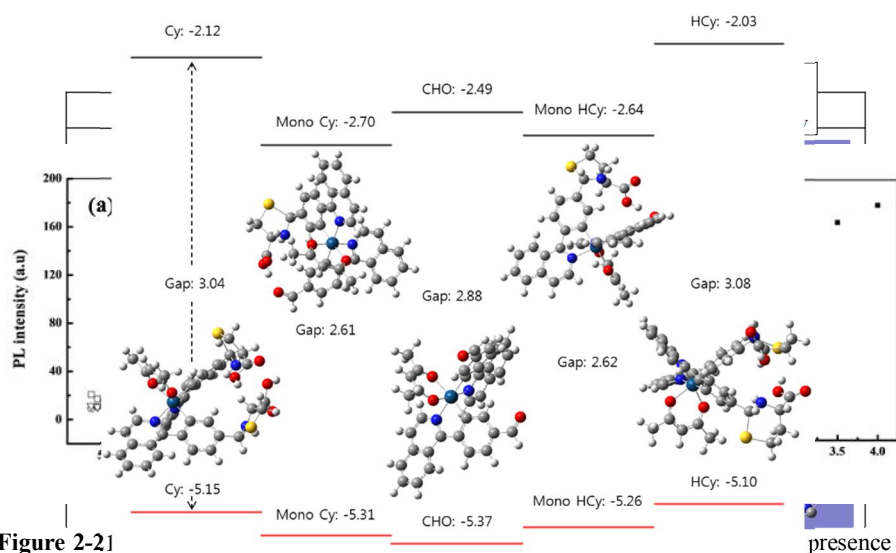 HCy: -2.03
Cy: -2.12
CHO: -2.49
Mono HCy: -2.64
Mono Cy: -2.70
200
(a)
160
120
80
40
0
PL intensity (a.u)
Gap: 3.04
Gap: 2.88
Gap: 3.08
Gap: 2.61
Gap: 2.62
3.5 4.0
Cy: -5.15
HCy: -5.10
Mono HCy: -5.26
Mono Cy: -5.31
CHO: -5.37
Figure 2-21
presence